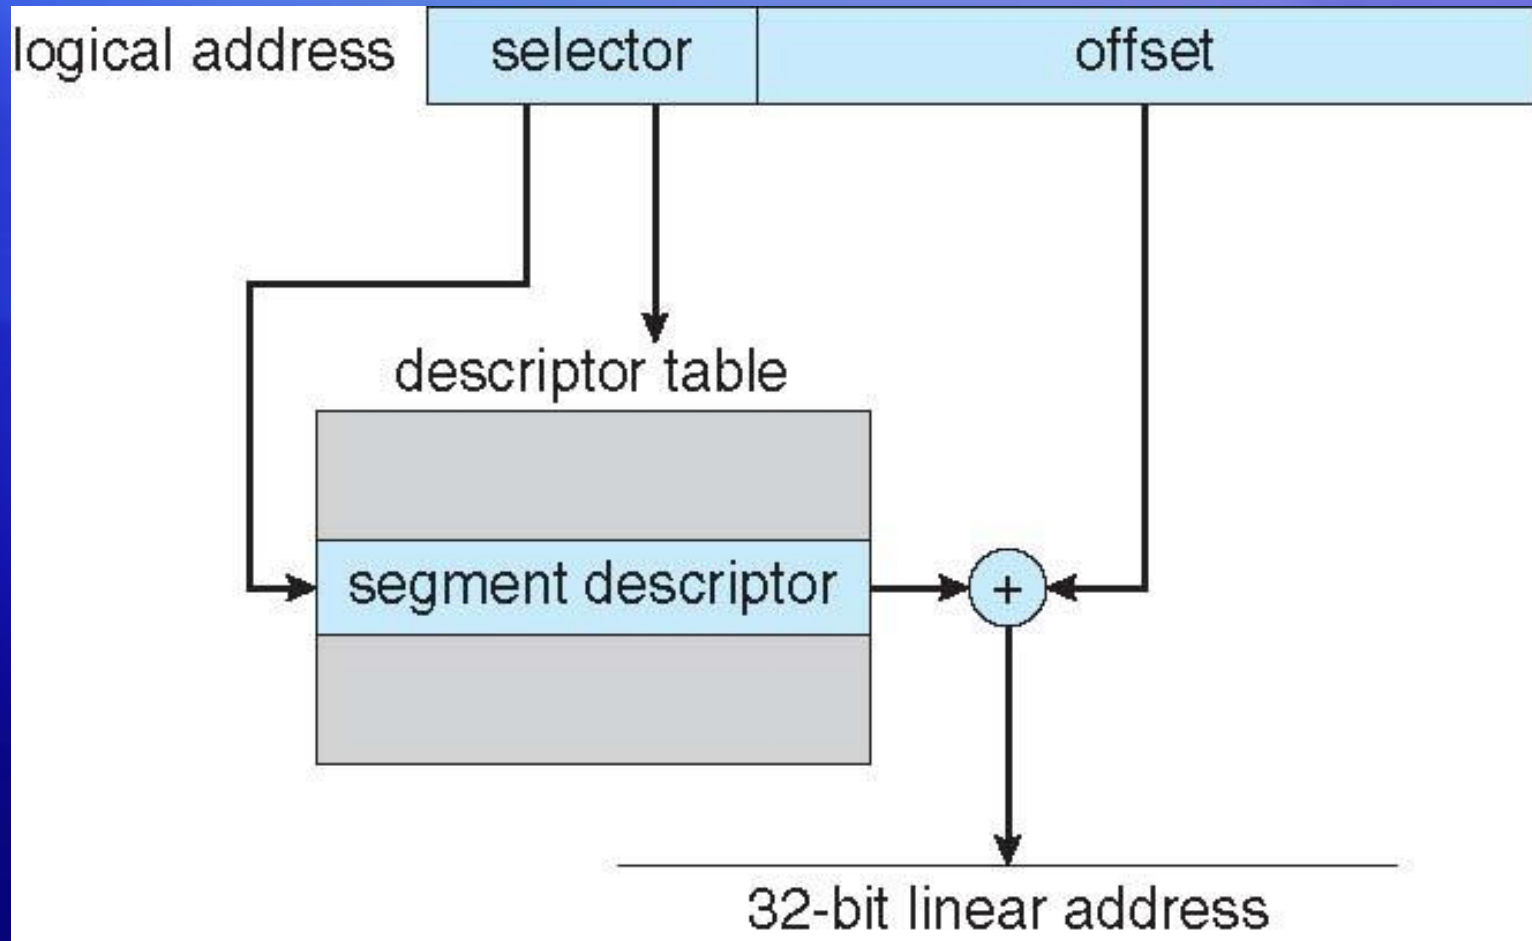 logical address selector offset
descriptor table
segment descriptor +
32-bit linear address